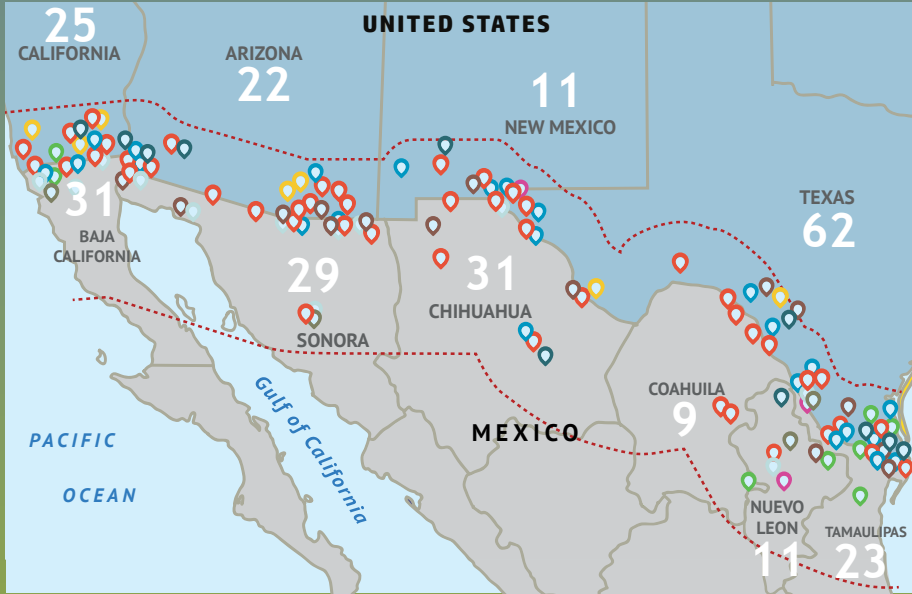 UNITED STATES
25
CALIFORNIA
ARIZONA
22
11
NEW MEXICO
TEXAS
62
31
BAJA
CALIFORNIA
29
SONORA
31
CHIHUAHUA
COAHUILA
9
MEXICO
Gulf of California
PACIFIC
OCEAN
NUEVO
LEON
11
TAMAULIPAS
23